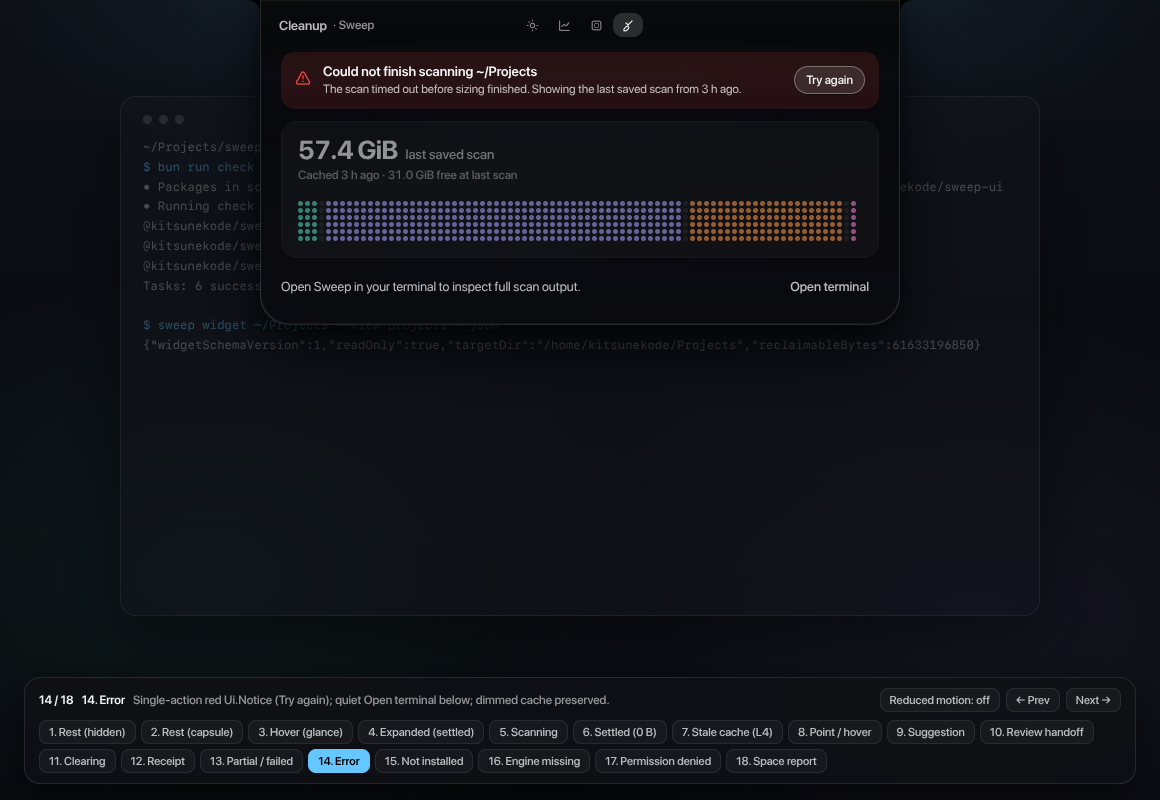 Cleanup · Sweep
Could not finish scanning ~/Projects
The scan timed out before sizing finished. Showing the last saved scan from 3 h ago.
Try again
57.4 GiB last saved scan
Cached 3 h ago · 31.0 GiB free at last scan
Open Sweep in your terminal to inspect full scan output.
Open terminal
~/Projects/sweep
$ bun run check
• Packages in sc
ekode/sweep-ui
• Running check
@kitsunekode/swe
@kitsunekode/swe
@kitsunekode/swe
Tasks: 6 success
$ sweep widget ~/Projects --view projects --json
{"widgetSchemaVersion":1,"readOnly":true,"targetDir":"/home/kitsunekode/Projects","reclaimableBytes":61633196850}
14 / 18 14. Error Single-action red Ui.Notice (Try again); quiet Open terminal below; dimmed cache preserved.
Reduced motion: off ← Prev Next →
1. Rest (hidden) 2. Rest (capsule) 3. Hover (glance) 4. Expanded (settled) 5. Scanning 6. Settled (0 B) 7. Stale cache (L4) 8. Point / hover 9. Suggestion 10. Review handoff
11. Clearing 12. Receipt 13. Partial / failed 14. Error 15. Not installed 16. Engine missing 17. Permission denied 18. Space report